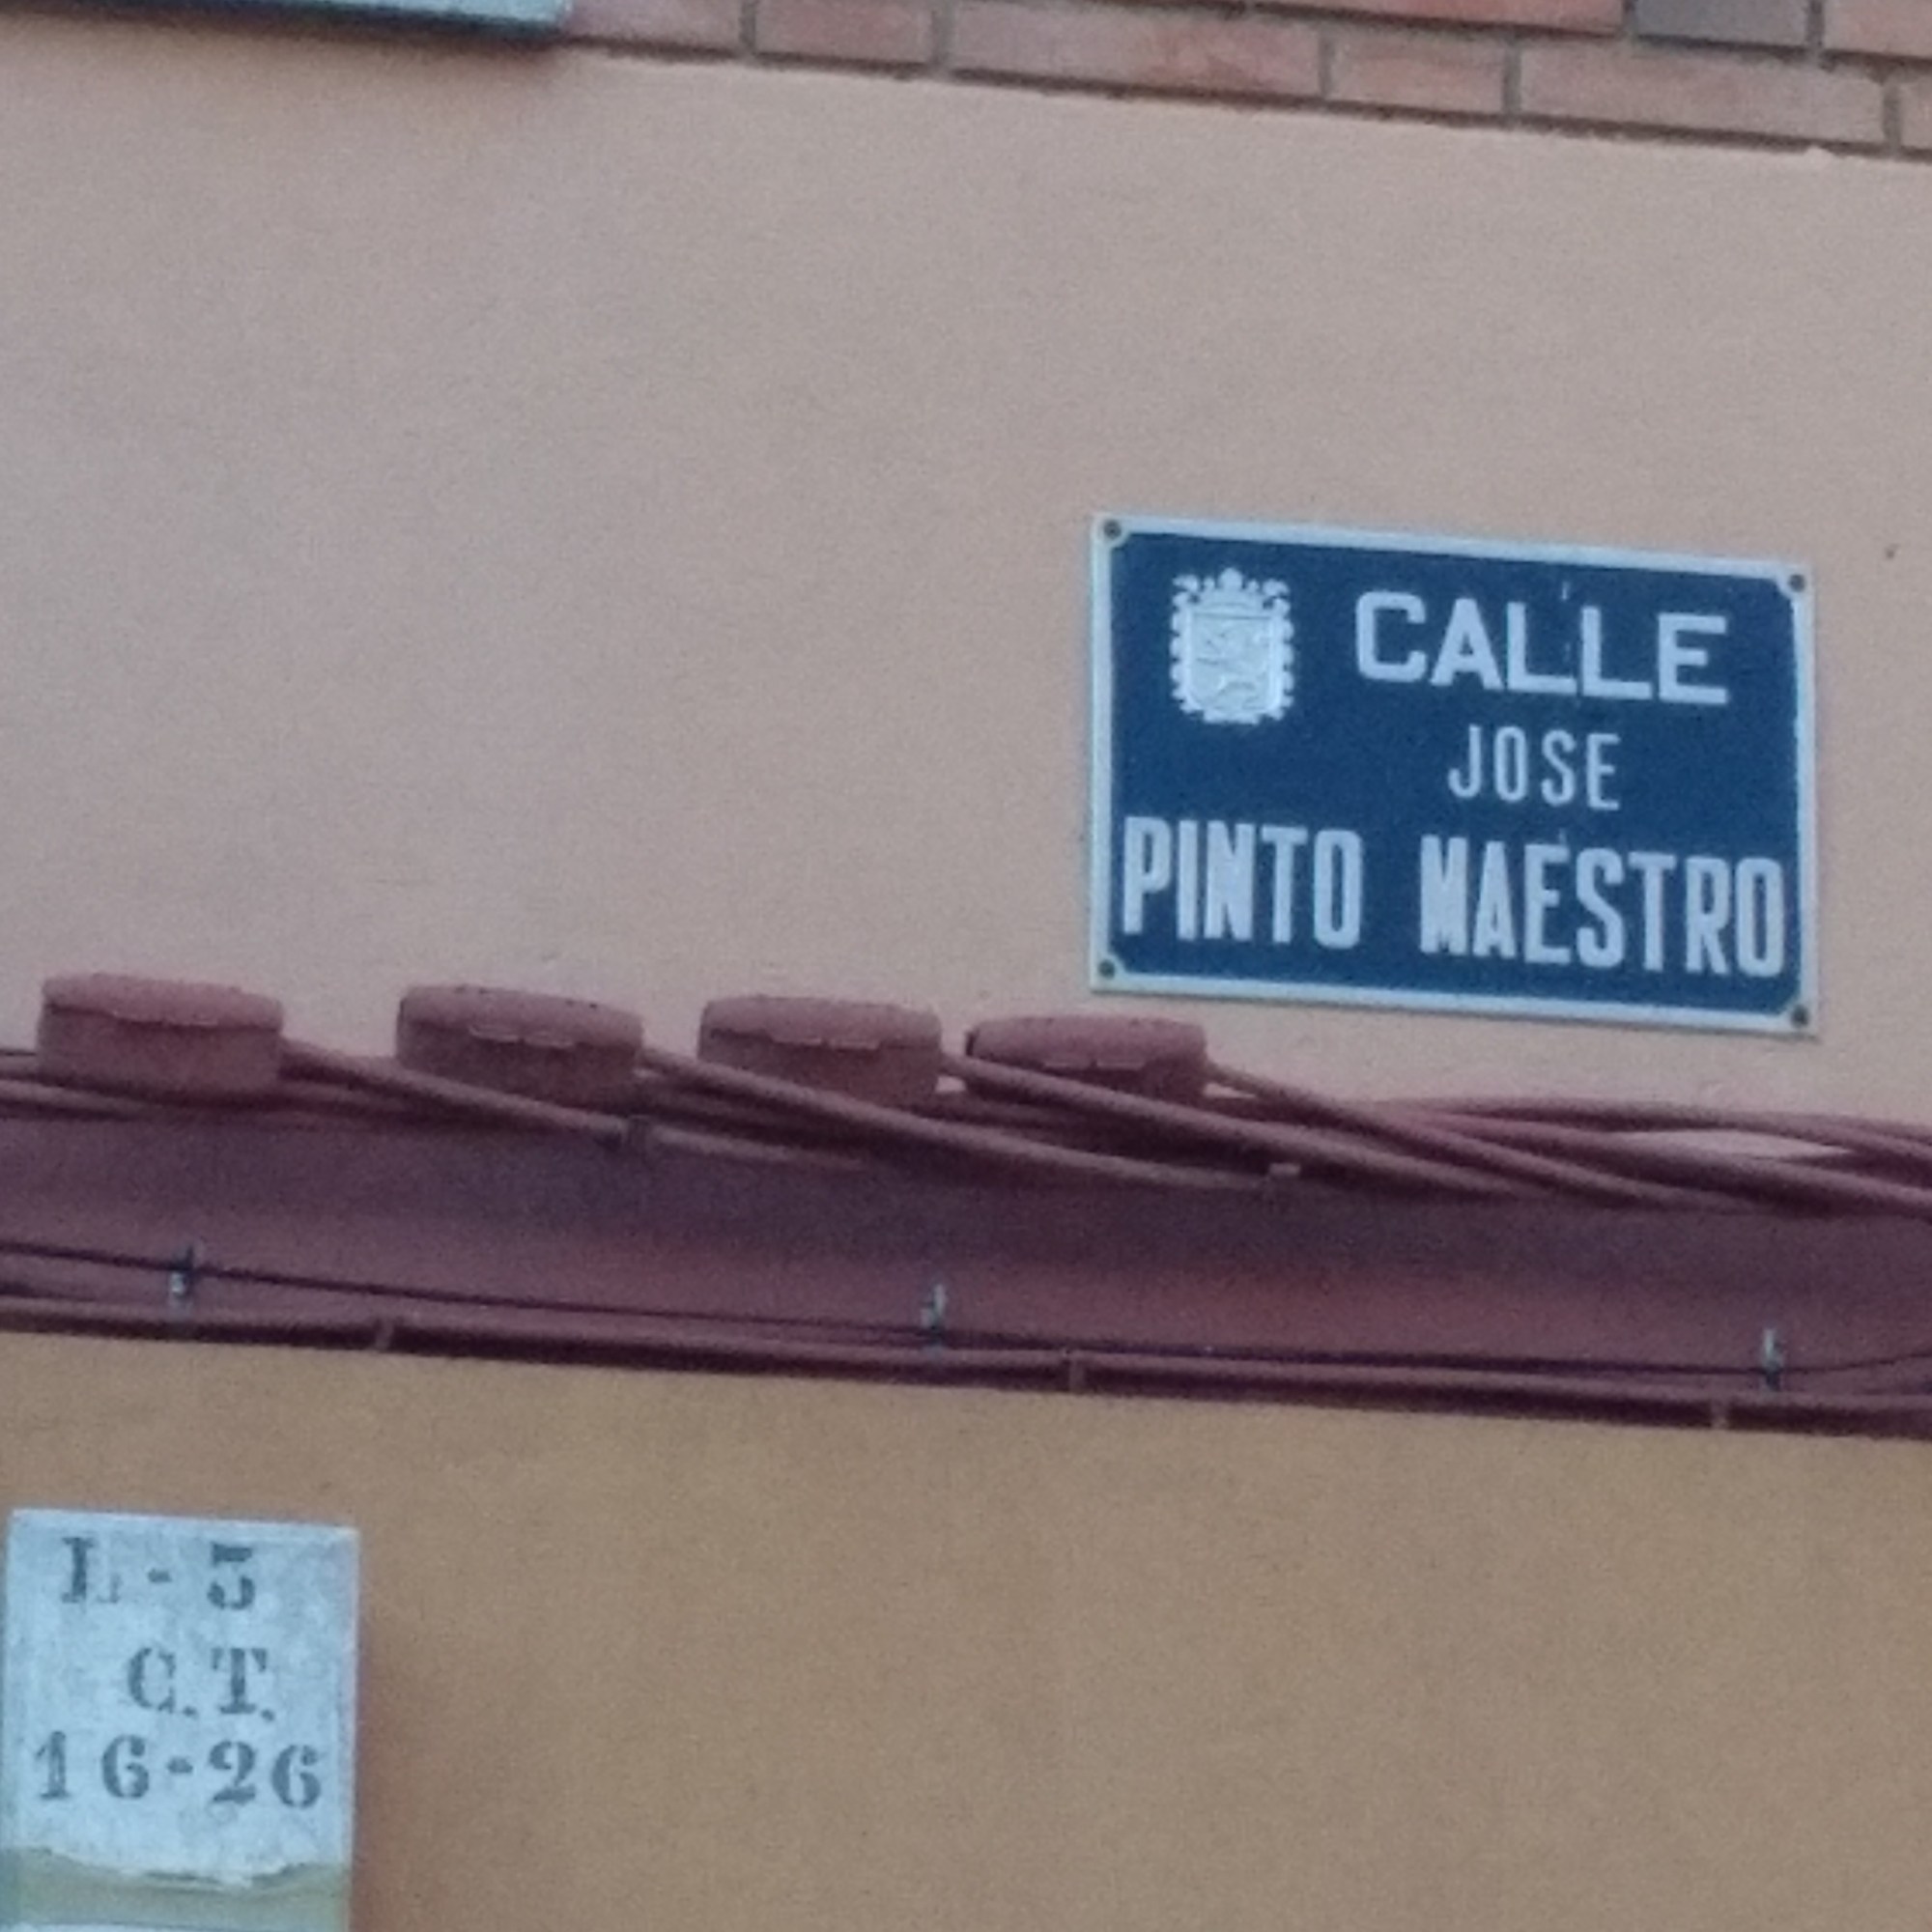 CALLE
JOSE
PINTO MAESTRO
L-5
C.T.
16-26